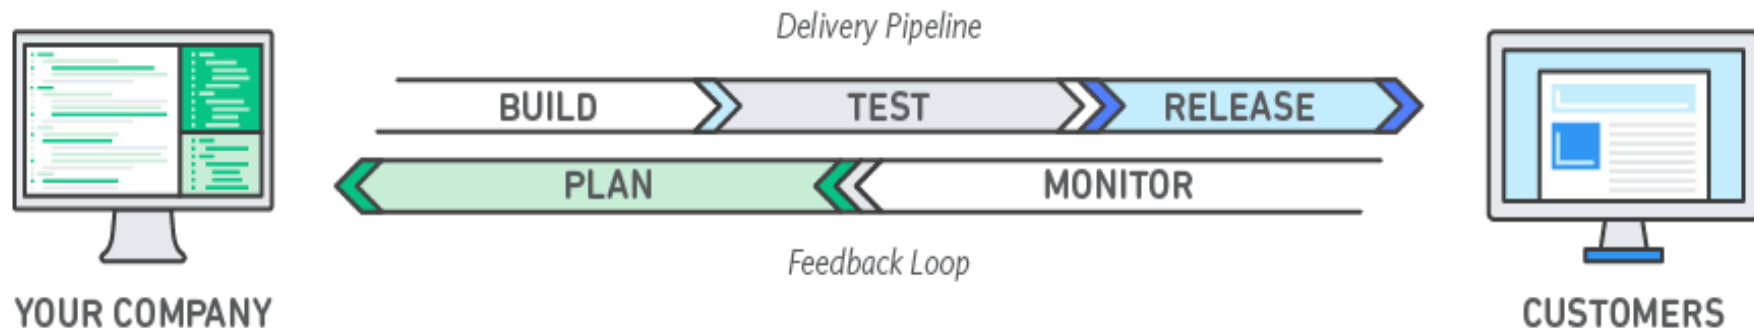 Delivery Pipeline
BUILD TEST RELEASE
PLAN MONITOR
Feedback Loop
YOUR COMPANY CUSTOMERS